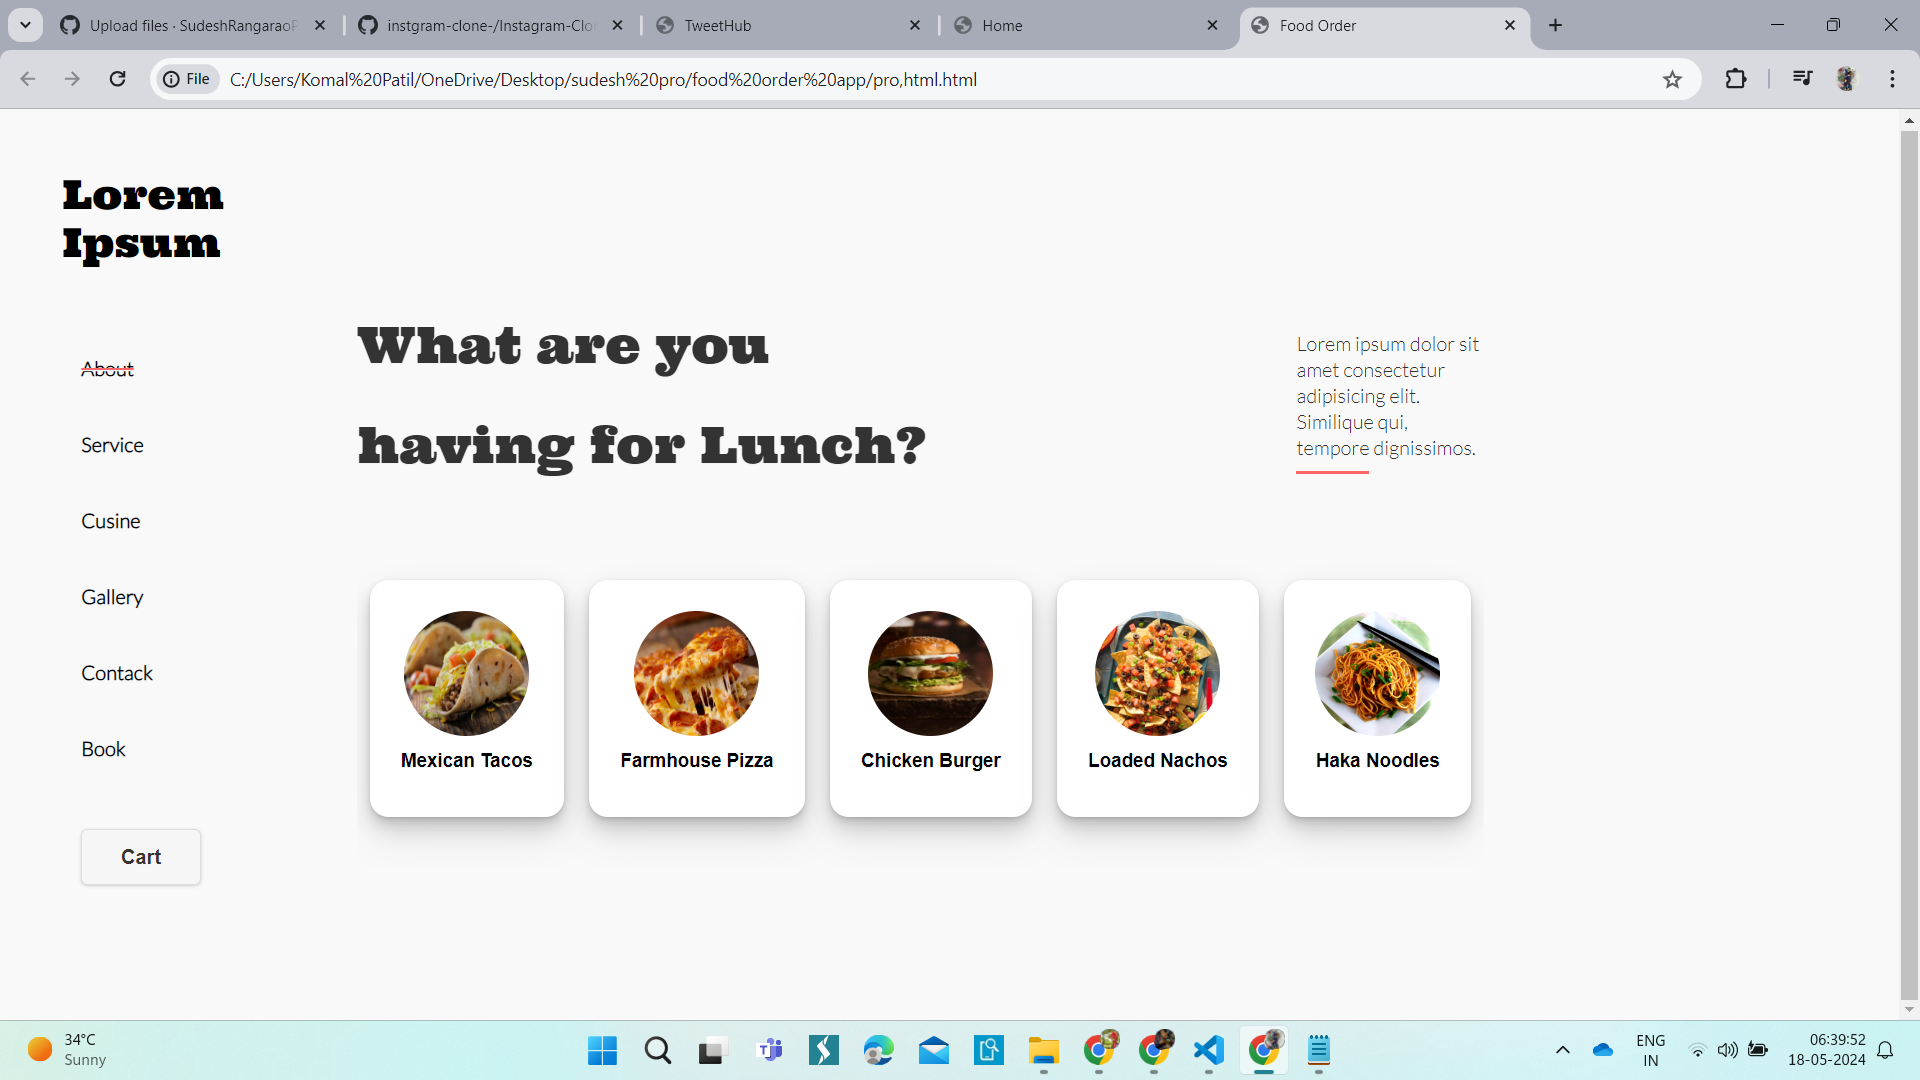 Upload files · SudeshRangaraoP
instgram-clone-/Instagram-Clo
TweetHub
Home
Food Order
File
C:/Users/Komal%20Patil/OneDrive/Desktop/sudesh%20pro/food%20order%20app/pro,html.html
Lorem
Ipsum
About
Service
Cusine
Gallery
Contack
Book
Cart
What are you
having for Lunch?
Lorem ipsum dolor sit
amet consectetur
adipisicing elit.
Similique qui,
tempore dignissimos.
Mexican Tacos
Farmhouse Pizza
Chicken Burger
Loaded Nachos
Haka Noodles
34°C
Sunny
ENG
IN
06:39:52
18-05-2024